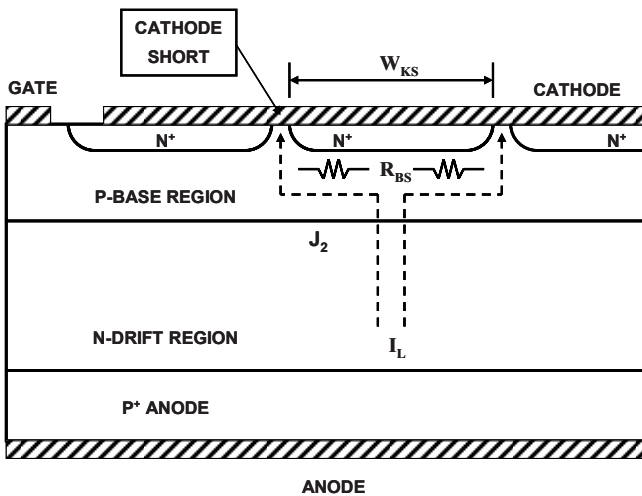 CATHODE
SHORT
W_KS
GATE
CATHODE
N+
N+
N+
R_BS
P-BASE REGION
J_2
N-DRIFT REGION
I_L
P+ ANODE
ANODE